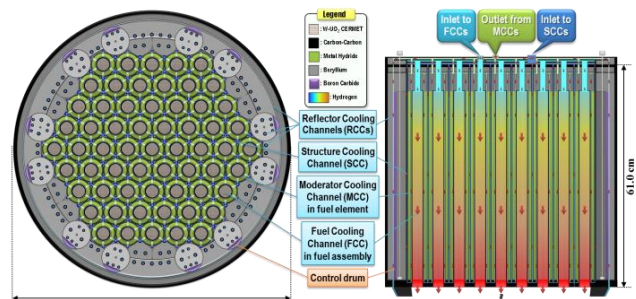 Legend
: W-UO₂ CERMET
: Carbon-Carbon
: Metal Hydride
: Beryllium
: Boron Carbide
: Hydrogen
Inlet to
FCCs
Outlet from
MCCs
Inlet to
SCCs
Reflector Cooling
Channels (RCCs)
Structure Cooling
Channel (SCC)
Moderator Cooling
Channel (MCC)
in fuel element
Fuel Cooling
Channel (FCC)
in fuel assembly
Control drum
61.0 cm